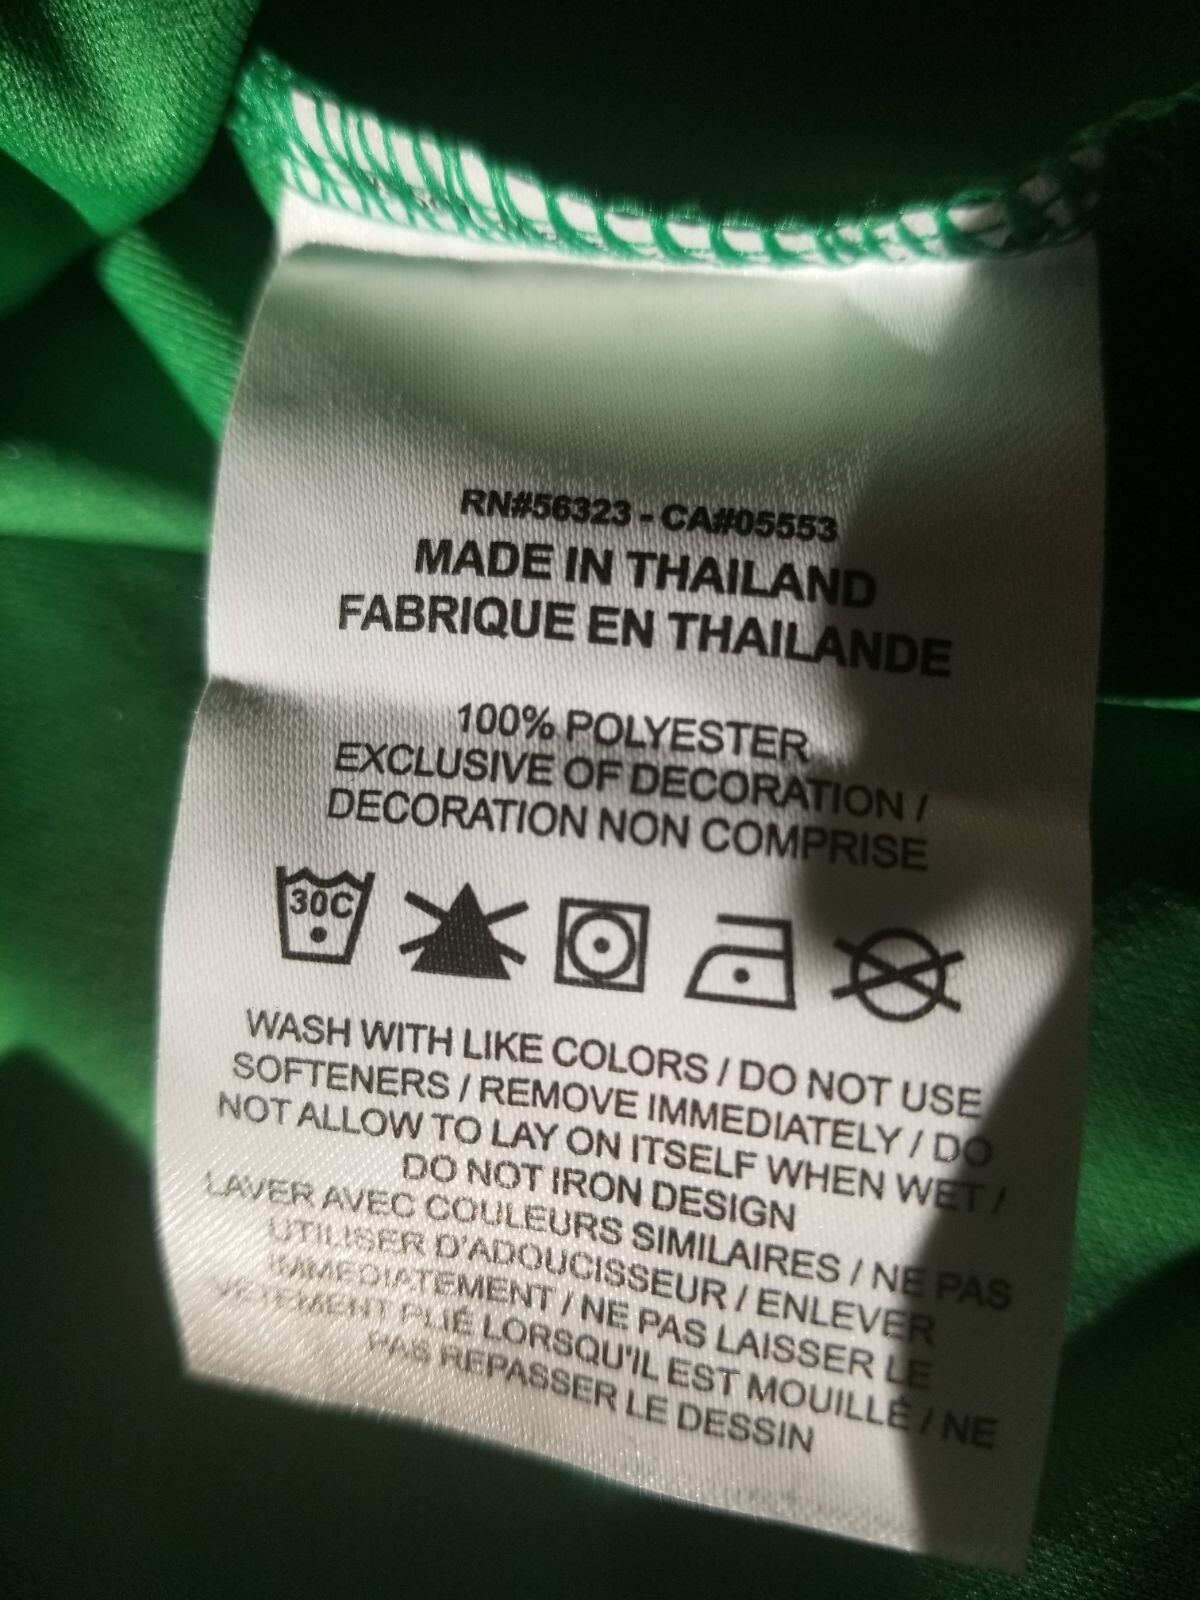 RN#56323 - CA#05553
MADE IN THAILAND
FABRIQUE EN THAILANDE
100% POLYESTER
EXCLUSIVE OF DECORATION /
DECORATION NON COMPRISE
30C
WASH WITH LIKE COLORS / DO NOT USE
SOFTENERS / REMOVE IMMEDIATELY / DO
NOT ALLOW TO LAY ON ITSELF WHEN WET /
DO NOT IRON DESIGN
LAVER AVEC COULEURS SIMILAIRES / NE PAS
UTILISER D'ADOUCISSEUR / ENLEVER
IMMEDIATEMENT / NE PAS LAISSER LE
VETEMENT PLIÉ LORSQU'IL EST MOUILLÉ / NE
PAS REPASSER LE DESSIN